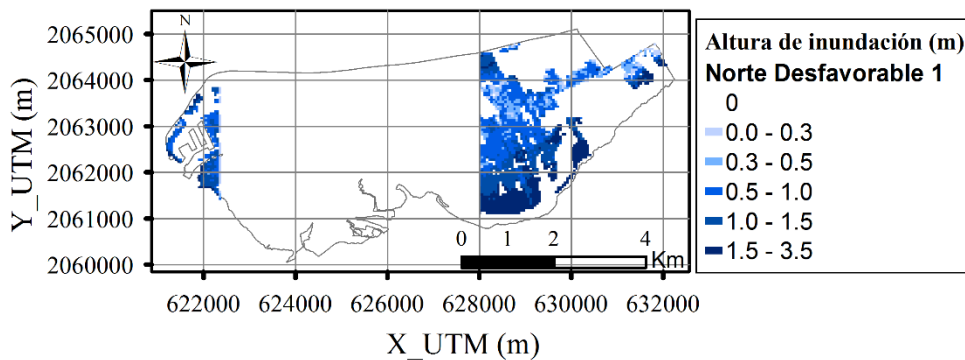 N
2065000
2064000
2063000
2062000
2061000
2060000
Y_UTM (m)
0 1 2 4
Km
622000 624000 626000 628000 630000 632000
X_UTM (m)
Altura de inundación (m)
Norte Desfavorable 1
0
0.0 - 0.3
0.3 - 0.5
0.5 - 1.0
1.0 - 1.5
1.5 - 3.5